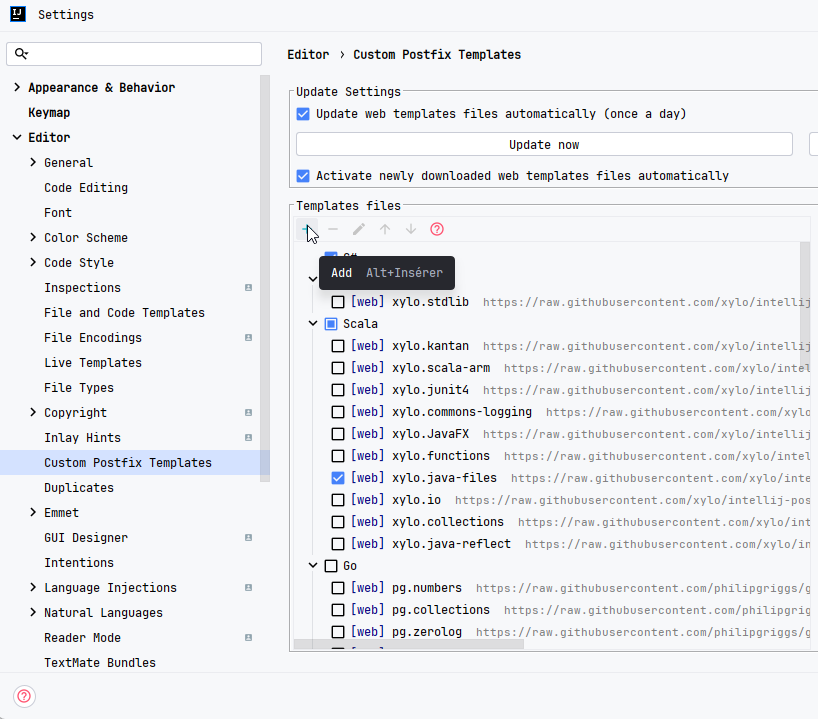 IJ Settings
Editor › Custom Postfix Templates
Appearance & Behavior
Keymap
Editor
General
Code Editing
Font
Color Scheme
Code Style
Inspections
File and Code Templates
File Encodings
Live Templates
File Types
Copyright
Inlay Hints
Custom Postfix Templates
Duplicates
Emmet
GUI Designer
Intentions
Language Injections
Natural Languages
Reader Mode
TextMate Bundles
Update Settings
Update web templates files automatically (once a day)
Update now
Activate newly downloaded web templates files automatically
Templates files
Add Alt+Insérer
[web] xylo.stdlib https://raw.githubusercontent.com/xylo/intellij
Scala
[web] xylo.kantan https://raw.githubusercontent.com/xylo/intellij
[web] xylo.scala-arm https://raw.githubusercontent.com/xylo/intel
[web] xylo.junit4 https://raw.githubusercontent.com/xylo/intellij
[web] xylo.commons-logging https://raw.githubusercontent.com/xylo
[web] xylo.JavaFX https://raw.githubusercontent.com/xylo/intellij
[web] xylo.functions https://raw.githubusercontent.com/xylo/intel
[web] xylo.java-files https://raw.githubusercontent.com/xylo/inte
[web] xylo.io https://raw.githubusercontent.com/xylo/intellij-pos
[web] xylo.collections https://raw.githubusercontent.com/xylo/int
[web] xylo.java-reflect https://raw.githubusercontent.com/xylo/in
Go
[web] pg.numbers https://raw.githubusercontent.com/philipgriggs/g
[web] pg.collections https://raw.githubusercontent.com/philipgrig
[web] pg.zerolog https://raw.githubusercontent.com/philipgriggs/g